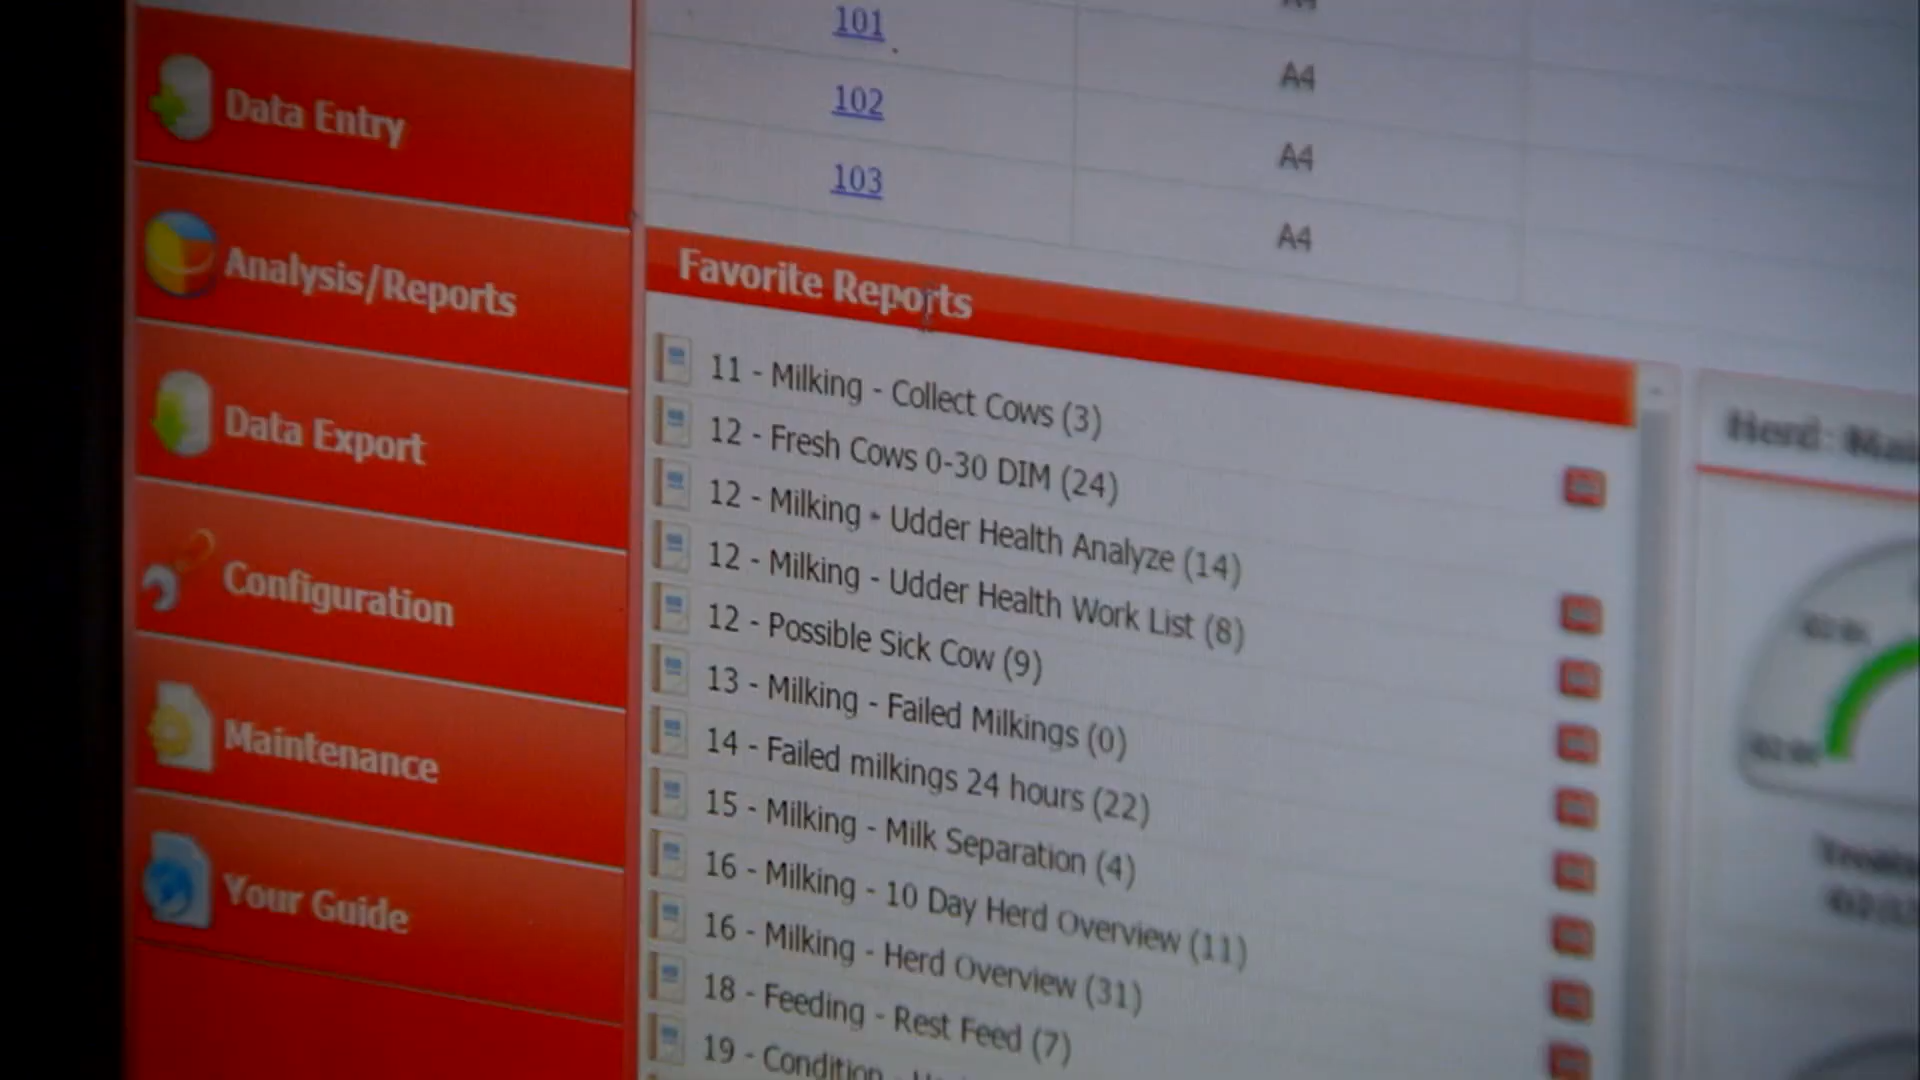 Data Entry
Analysis/Reports
Data Export
Configuration
Maintenance
Your Guide
101
A4
102
A4
103
A4
Favorite Reports
11 - Milking - Collect Cows (3)
12 - Fresh Cows 0-30 DIM (24)
12 - Milking - Udder Health Analyze (14)
12 - Milking - Udder Health Work List (8)
12 - Possible Sick Cow (9)
13 - Milking - Failed Milkings (0)
14 - Failed milkings 24 hours (22)
15 - Milking - Milk Separation (4)
16 - Milking - 10 Day Herd Overview (11)
16 - Milking - Herd Overview (31)
18 - Feeding - Rest Feed (7)
19 - Condition -
Herd: